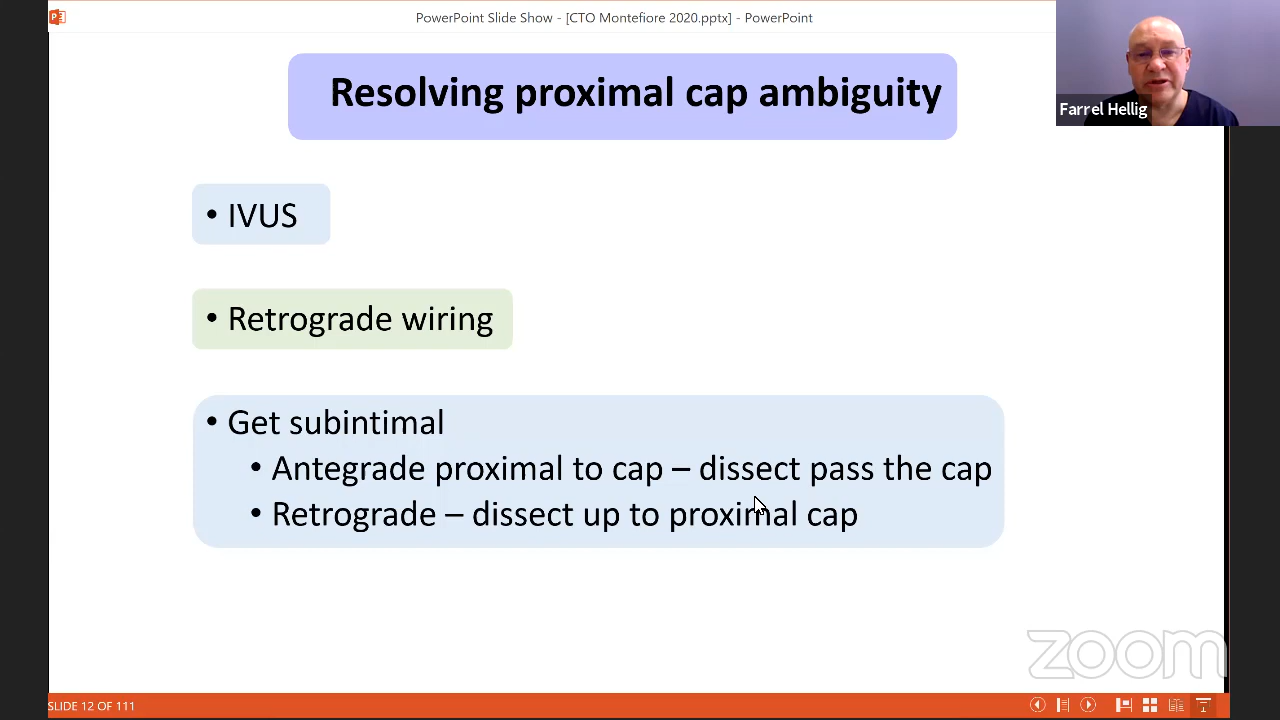 PowerPoint Slide Show - [CTO Montefiore 2020.pptx] - PowerPoint
Resolving proximal cap ambiguity
Farrel Hellig
• IVUS
• Retrograde wiring
• Get subintimal
• Antegrade proximal to cap – dissect pass the cap
• Retrograde – dissect up to proximal cap
zoom
SLIDE 12 OF 111